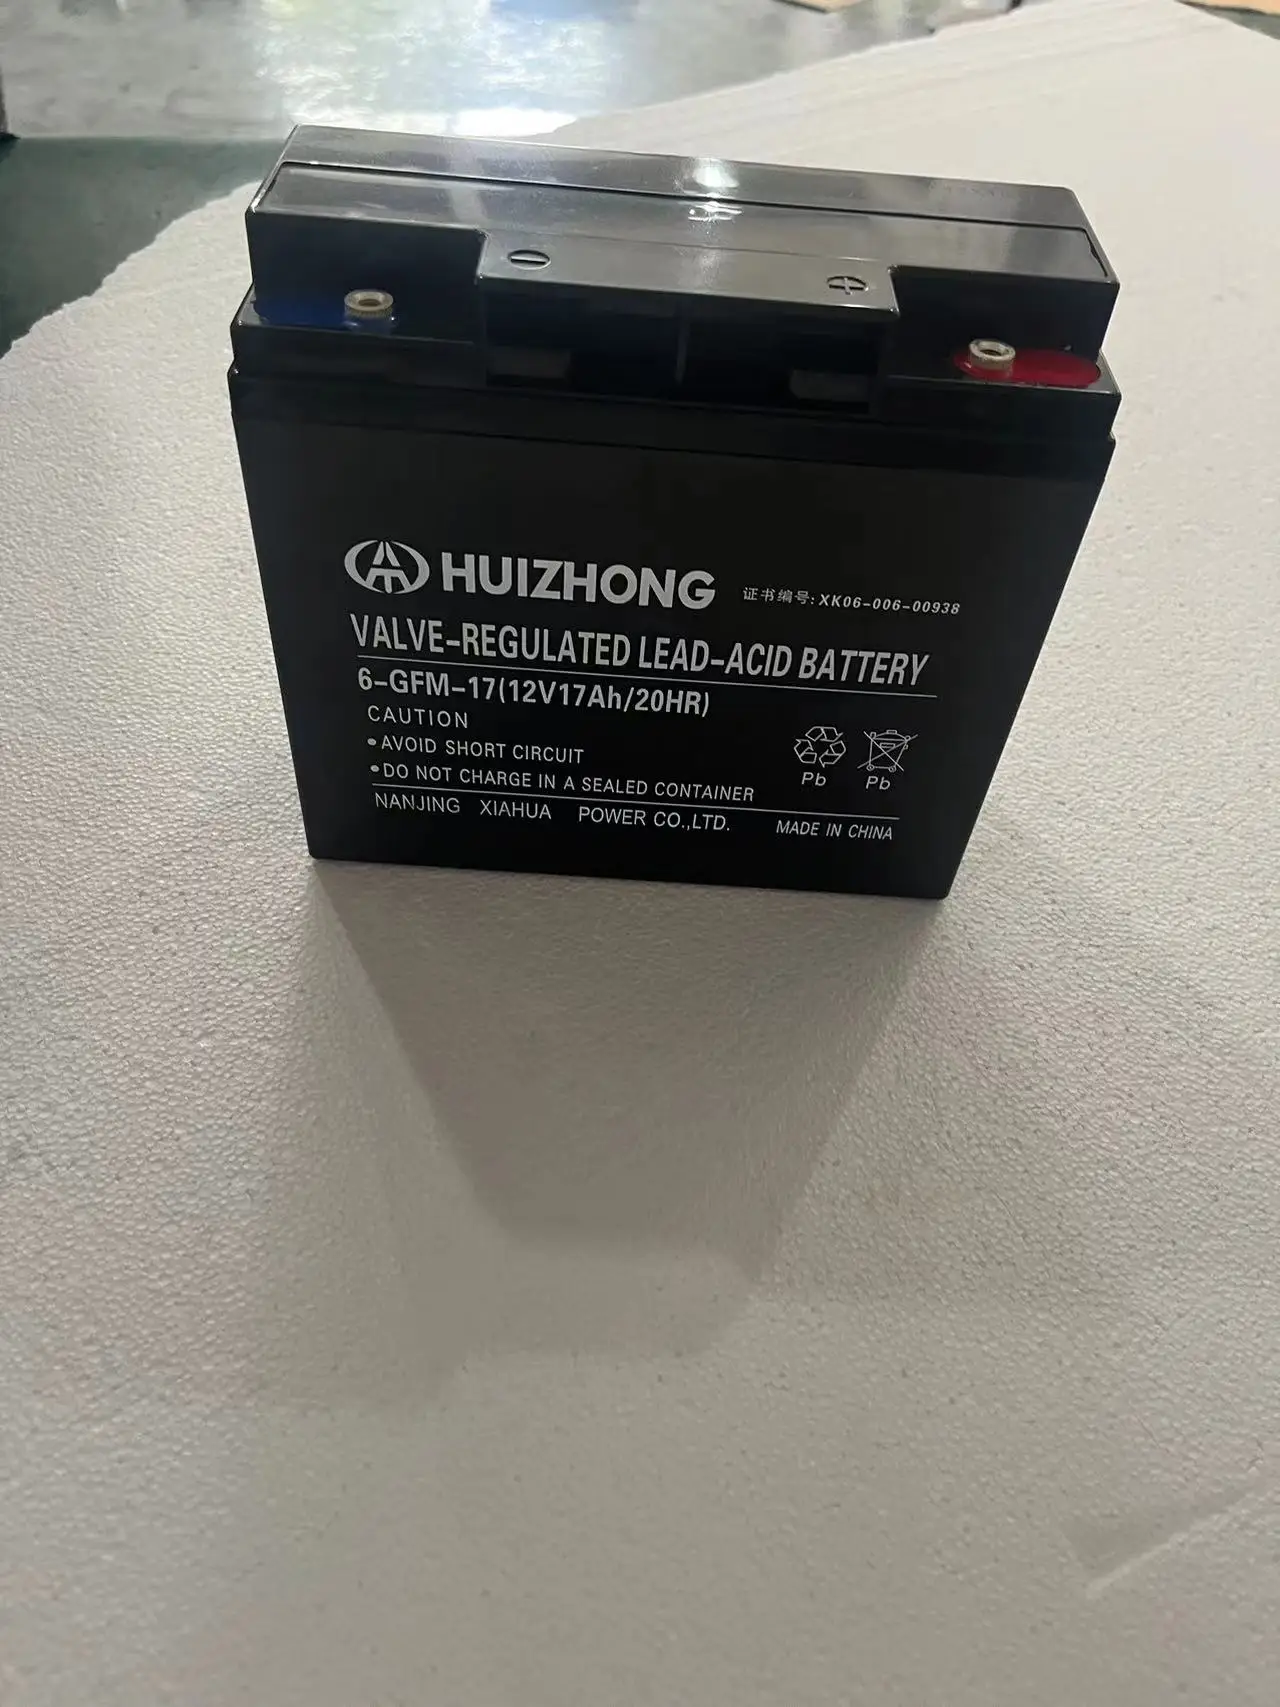 HUIZHONG 证书编号: XK06-006-00938
VALVE-REGULATED LEAD-ACID BATTERY
6-GFM-17(12V17Ah/20HR)
CAUTION
•AVOID SHORT CIRCUIT
•DO NOT CHARGE IN A SEALED CONTAINER
Pb Pb
NANJING XIAHUA POWER CO.,LTD. MADE IN CHINA